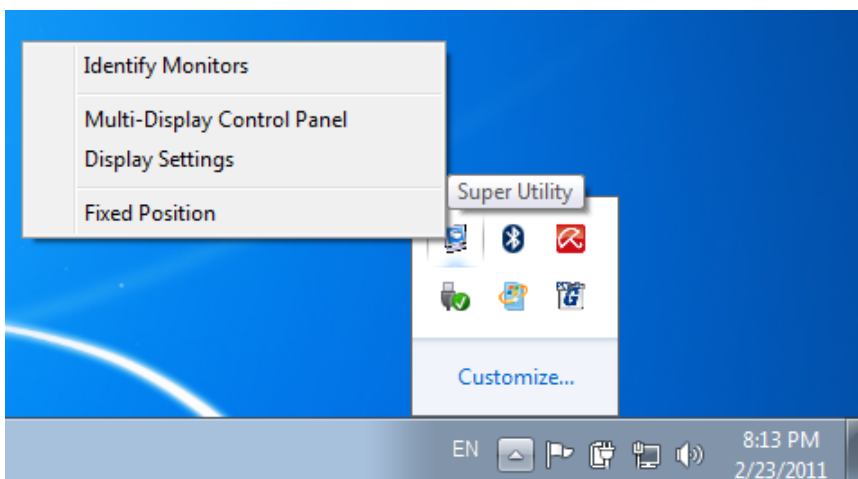 Identify Monitors
Multi-Display Control Panel
Display Settings
Fixed Position
Super Utility
G
Customize...
EN
8:13 PM
2/23/2011